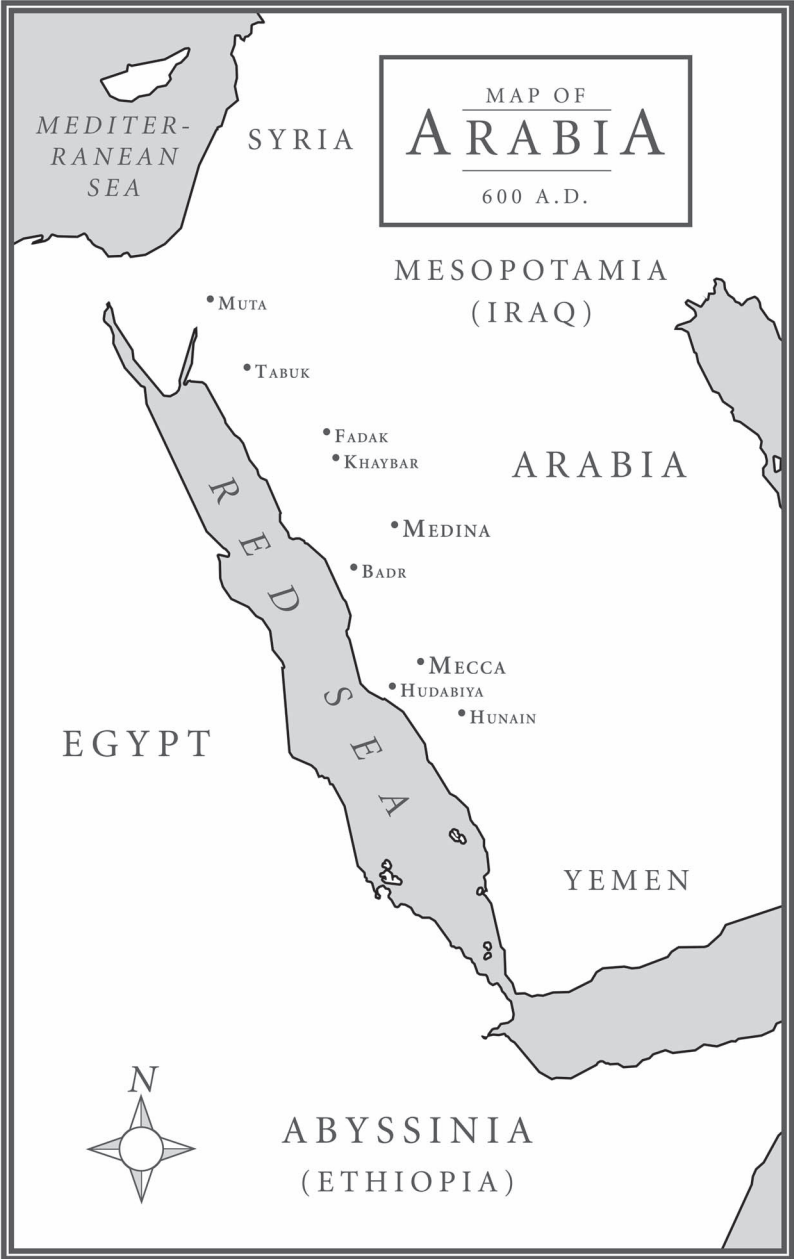 MAP OF
ARABIA
600 A.D.
MEDITER-
RANEAN
SEA
SYRIA
MESOPOTAMIA
(IRAQ)
MUTA
TABUK
FADAK
KHAYBAR
ARABIA
RED SEA
MEDINA
BADR
MECCA
HUDABIYA
HUNAIN
EGYPT
YEMEN
N
ABYSSINIA
(ETHIOPIA)